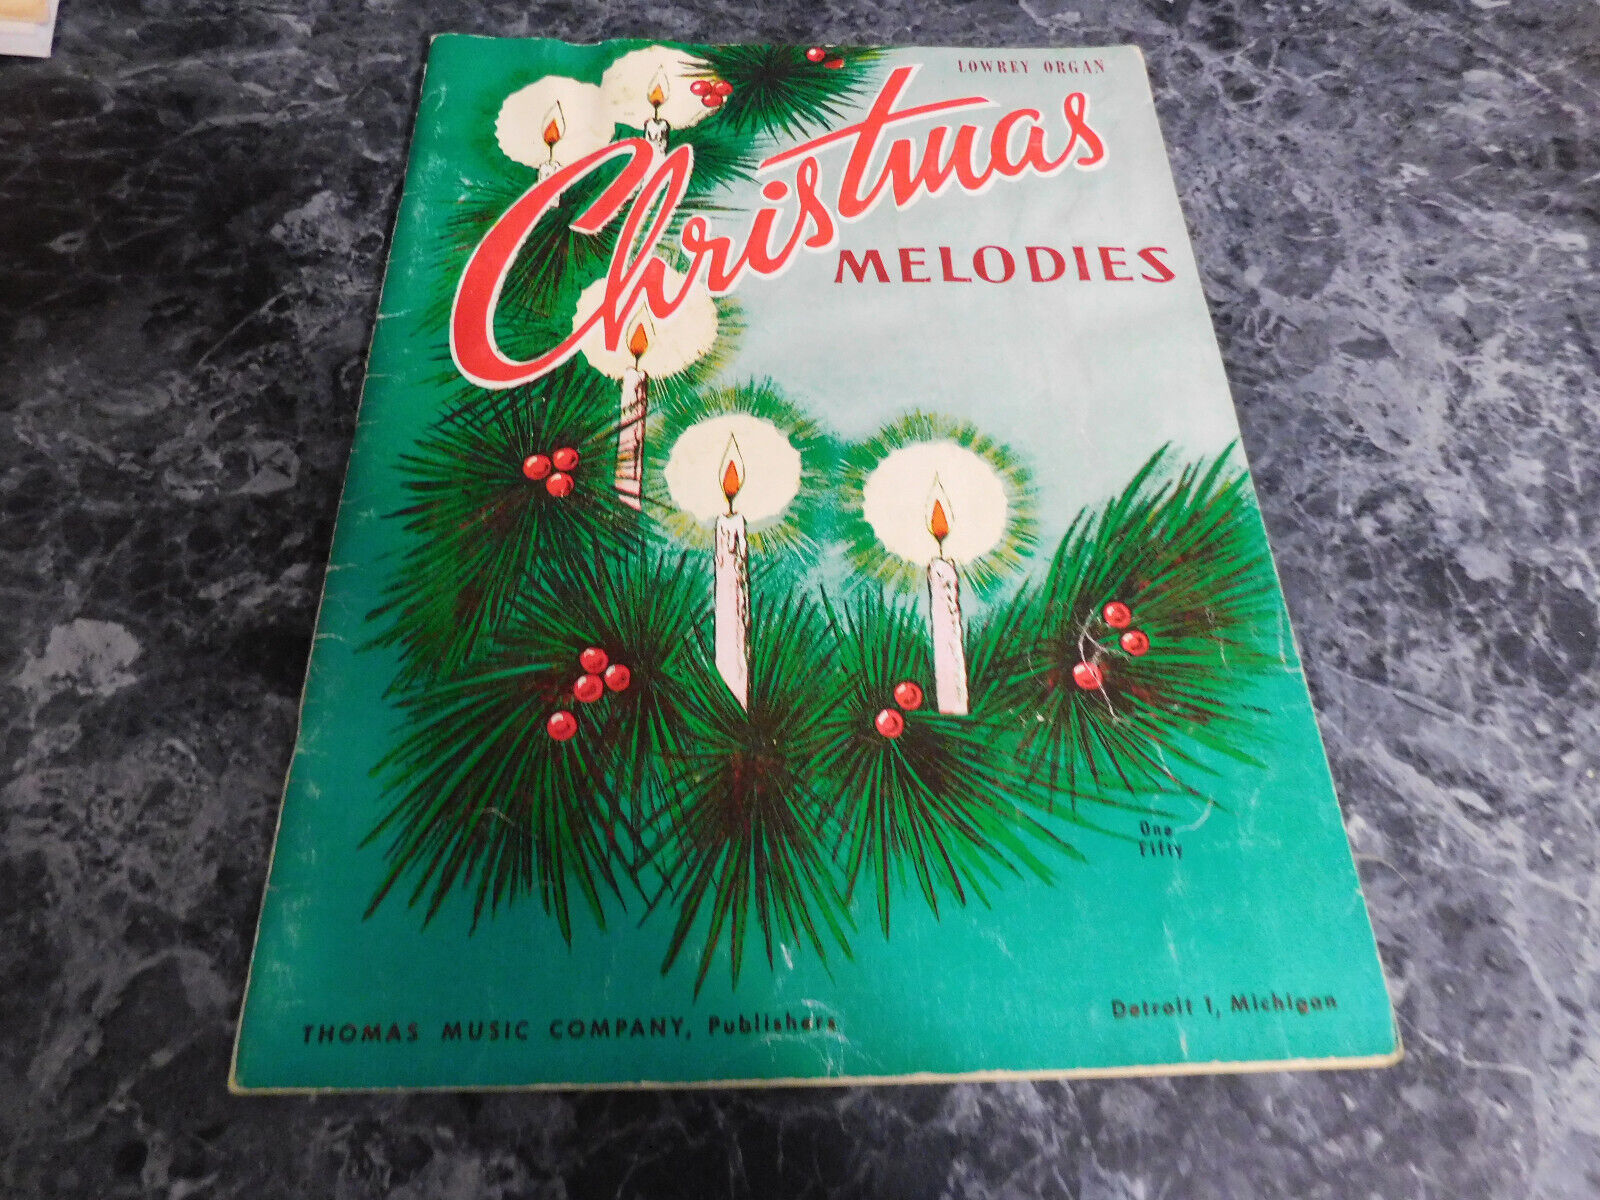 LOWREY ORGAN
Christmas
MELODIES
One
Fifty
THOMAS MUSIC COMPANY, Publishers
Detroit 1, Michigan